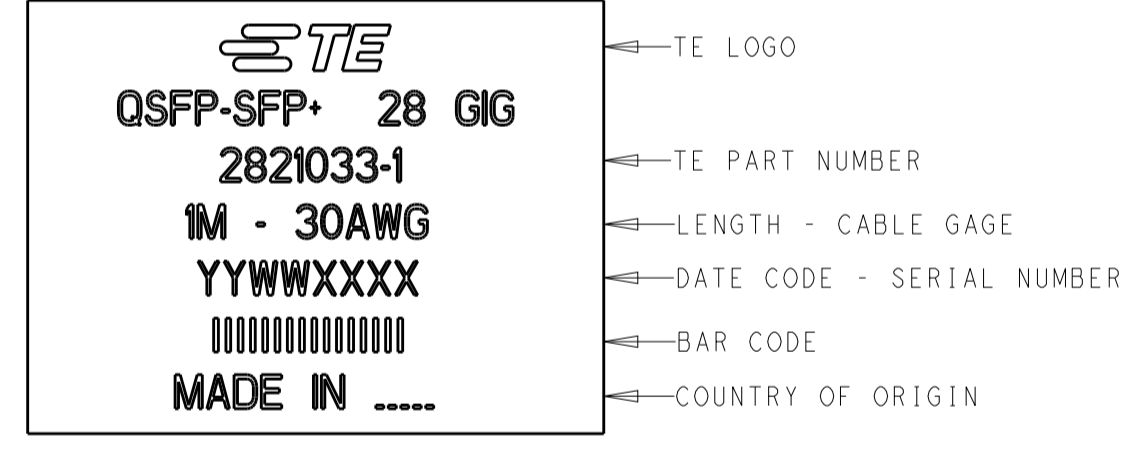 TE
TE LOGO
QSFP-SFP+ 28 GIG
2821033-1
TE PART NUMBER
1M - 30AWG
LENGTH - CABLE GAGE
YYWWXXXX
DATE CODE - SERIAL NUMBER
BAR CODE
MADE IN _____
COUNTRY OF ORIGIN